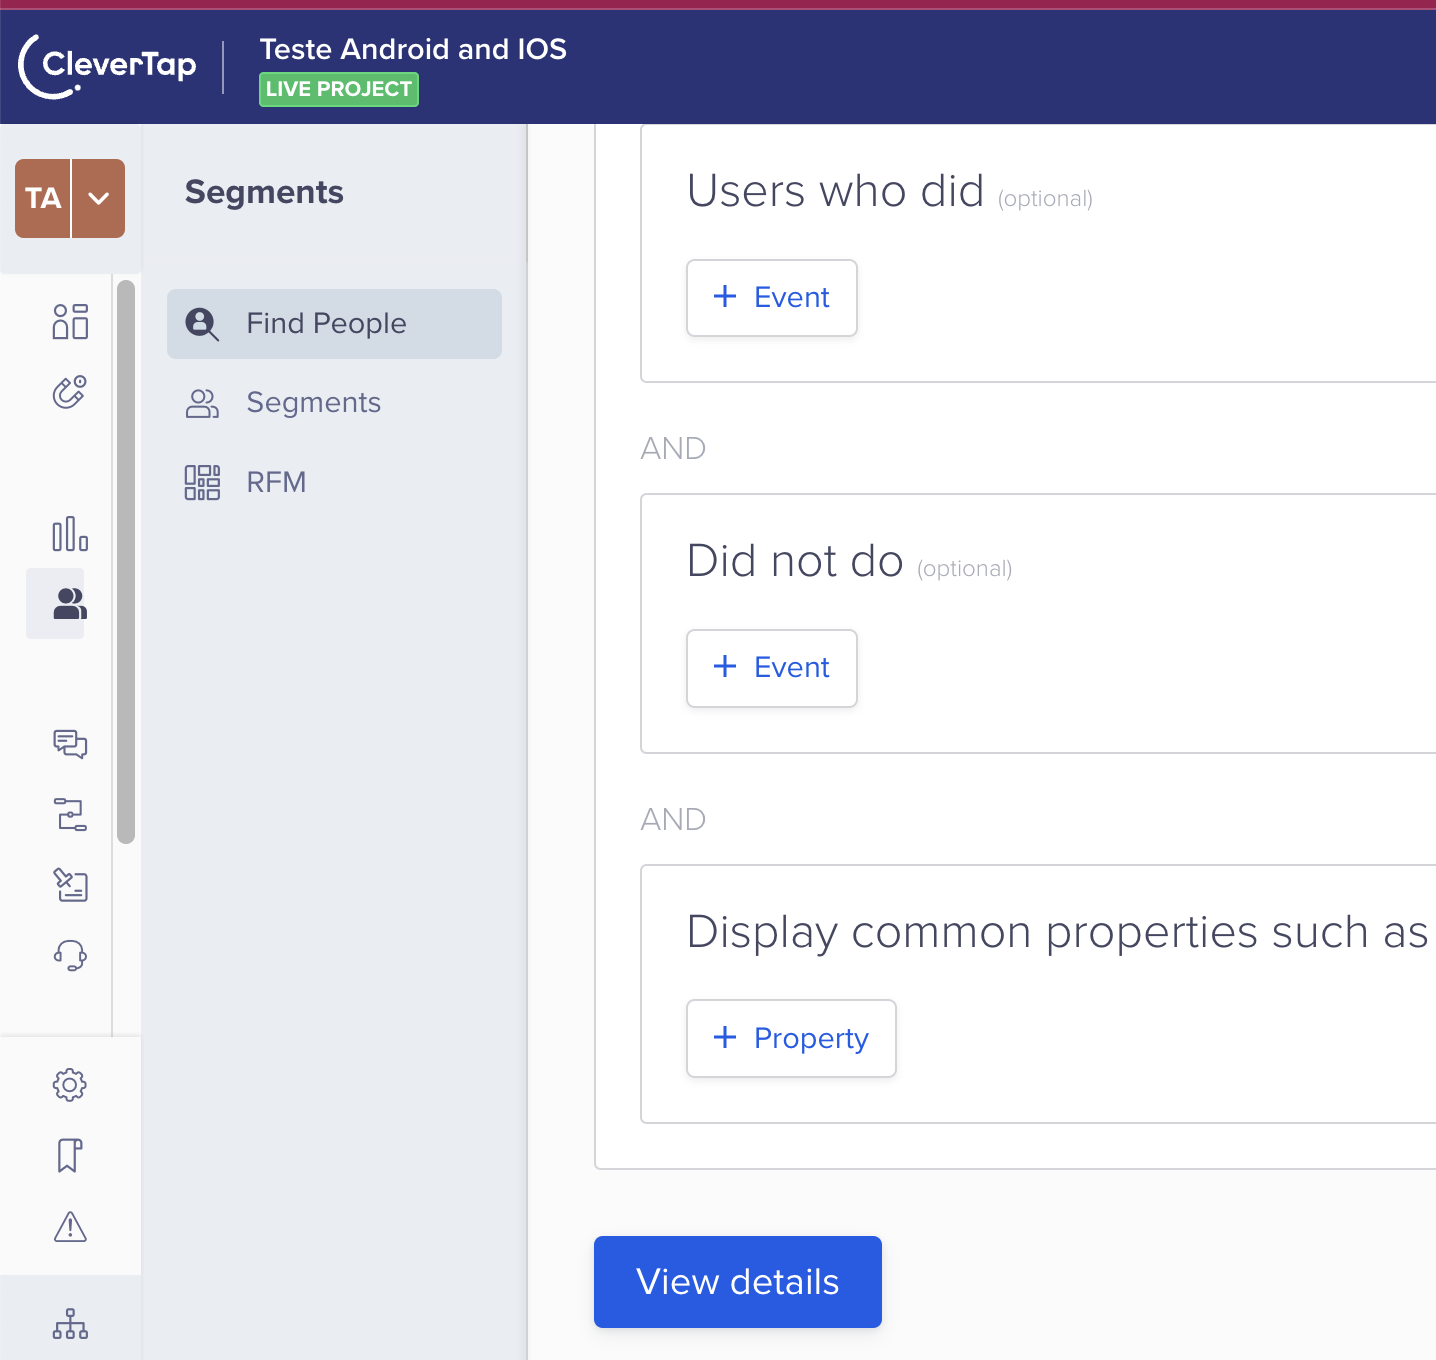 CleverTap
Teste Android and IOS
LIVE PROJECT
TA
Segments
Find People
Segments
RFM
Users who did (optional)
+ Event
AND
Did not do (optional)
+ Event
AND
Display common properties such as
+ Property
View details